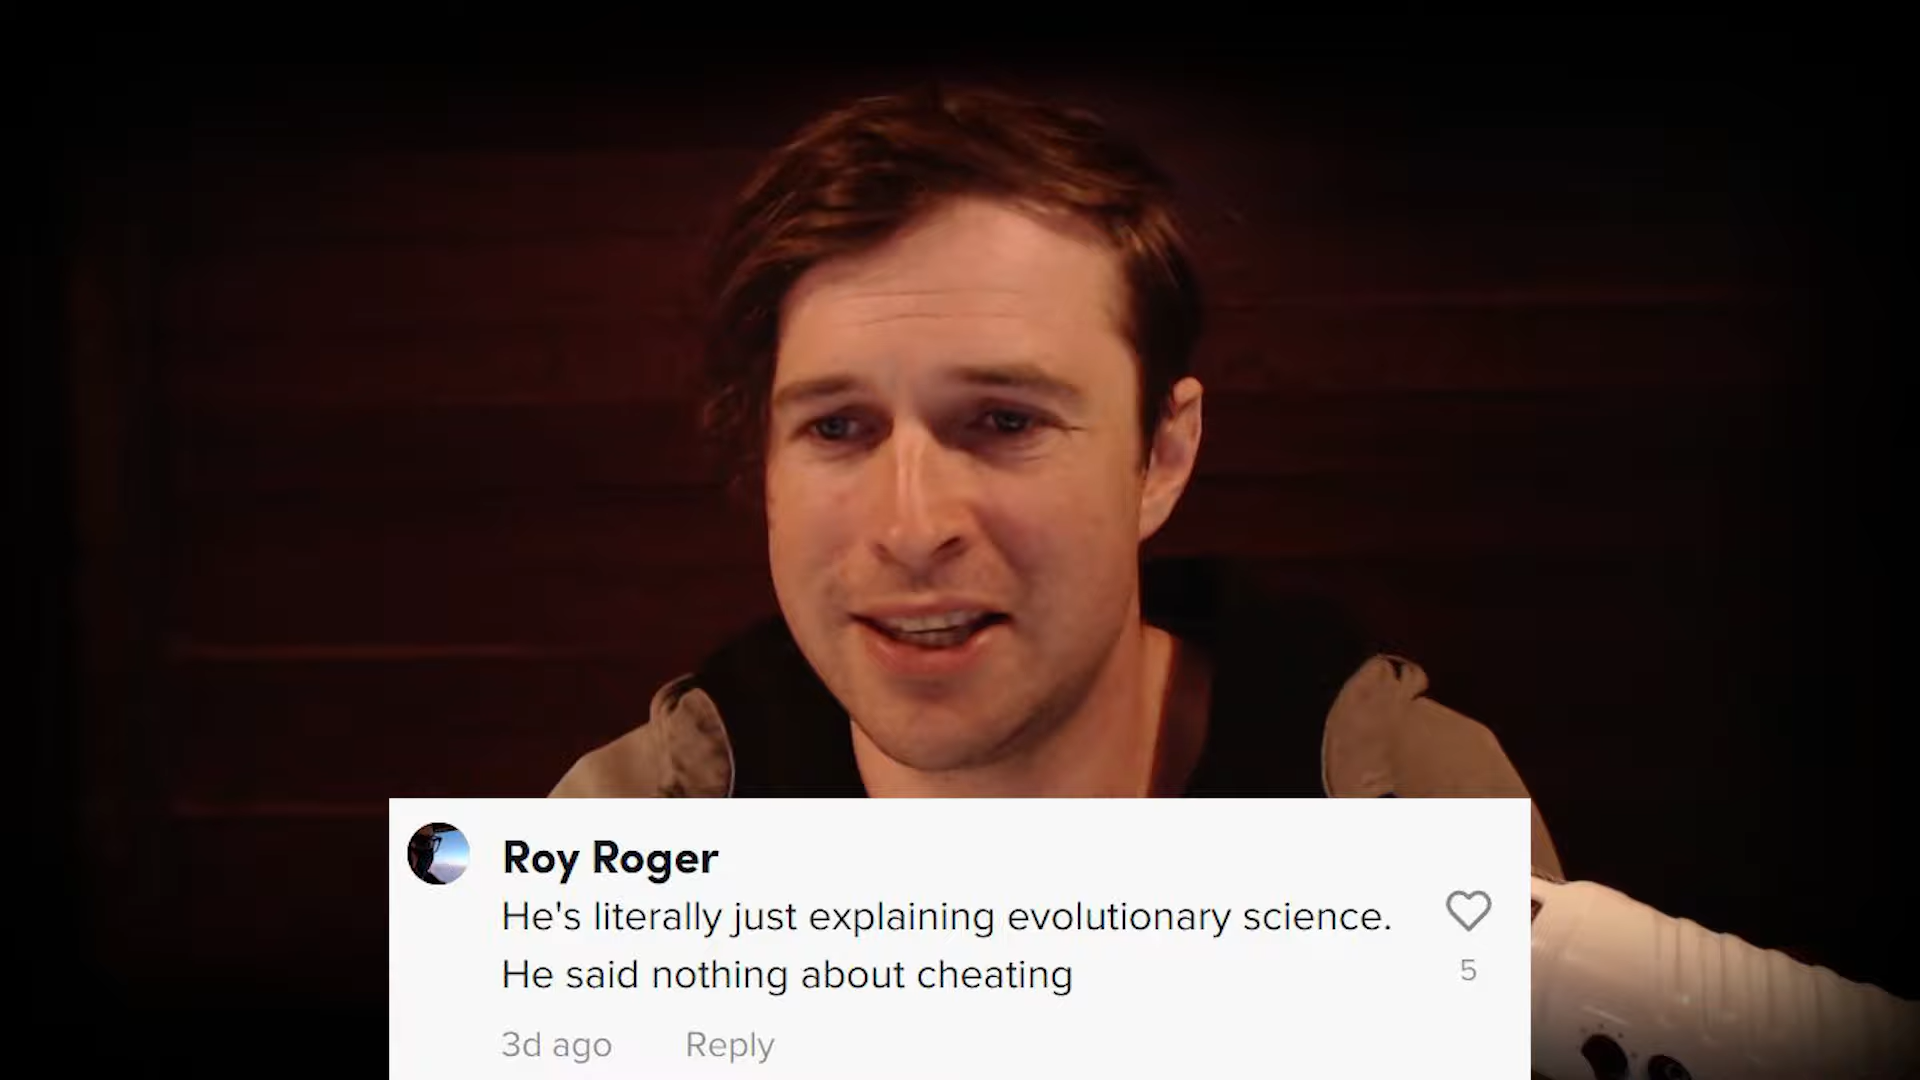 Roy Roger
He's literally just explaining evolutionary science.
He said nothing about cheating
5
3d ago Reply